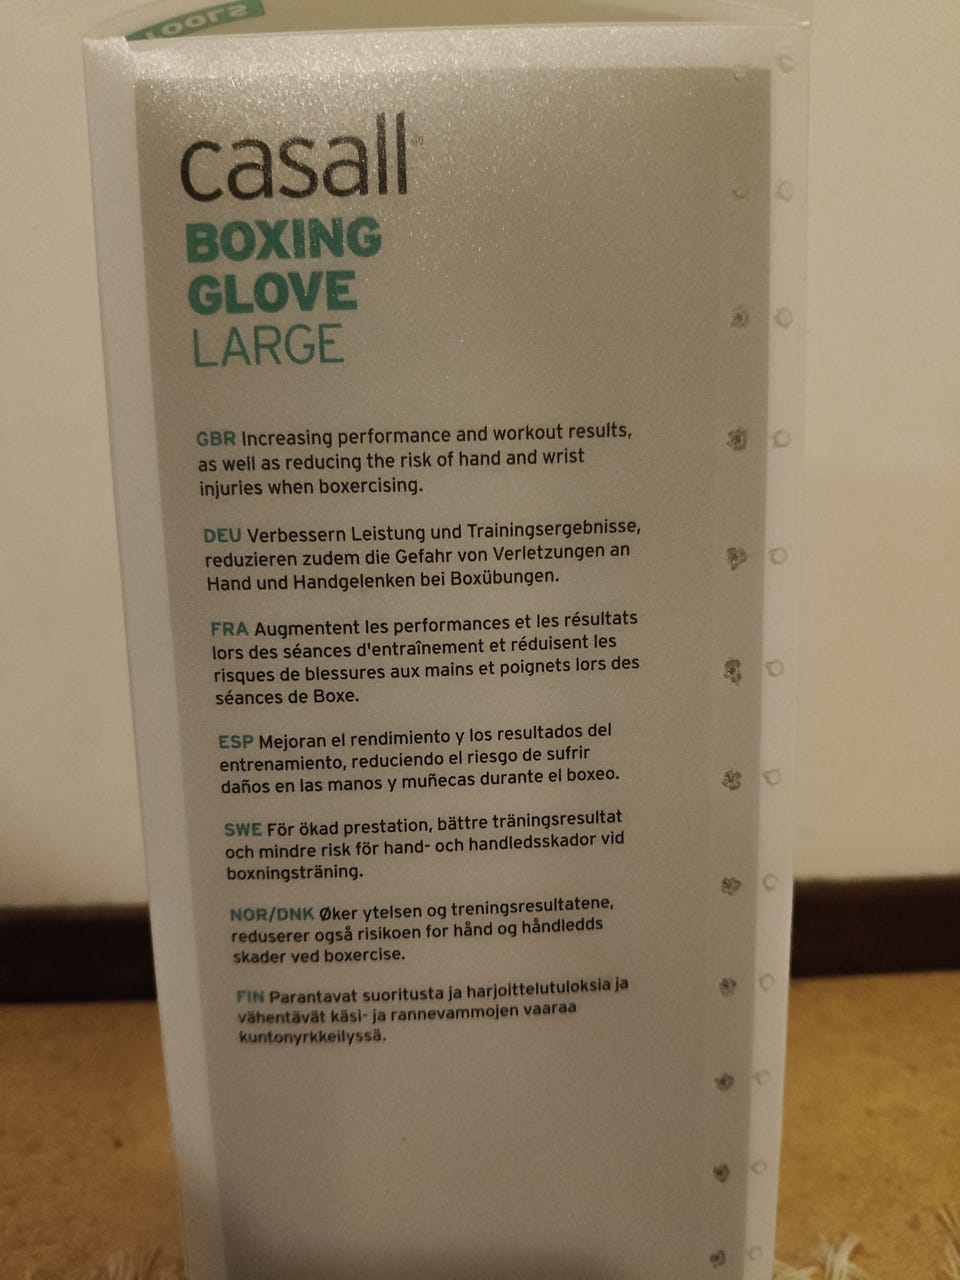 TOOLS
casall
BOXING
GLOVE
LARGE
GBR Increasing performance and workout results,
as well as reducing the risk of hand and wrist
injuries when boxercising.
DEU Verbessern Leistung und Trainingsergebnisse,
reduzieren zudem die Gefahr von Verletzungen an
Hand und Handgelenken bei Boxübungen.
FRA Augmentent les performances et les résultats
lors des séances d'entraînement et réduisent les
risques de blessures aux mains et poignets lors des
séances de Boxe.
ESP Mejoran el rendimiento y los resultados del
entrenamiento, reduciendo el riesgo de sufrir
daños en las manos y muñecas durante el boxeo.
SWE För ökad prestation, bättre träningsresultat
och mindre risk för hand- och handledsskador vid
boxningsträning.
NOR/DNK Øker ytelsen og treningsresultatene,
reduserer også risikoen for hånd og håndledds
skader ved boxercise.
FIN Parantavat suoritusta ja harjoittelutuloksia ja
vähentävät käsi- ja rannevammojen vaaraa
kuntonyrkkeilyssä.